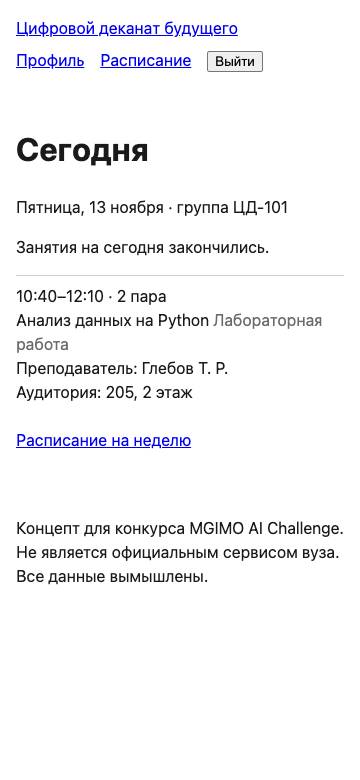 Цифровой деканат будущего
Профиль Расписание Выйти
Сегодня
Пятница, 13 ноября · группа ЦД-101
Занятия на сегодня закончились.
10:40–12:10 · 2 пара
Анализ данных на Python Лабораторная
работа
Преподаватель: Глебов Т. Р.
Аудитория: 205, 2 этаж
Расписание на неделю
Концепт для конкурса MGIMO AI Challenge.
Не является официальным сервисом вуза.
Все данные вымышлены.